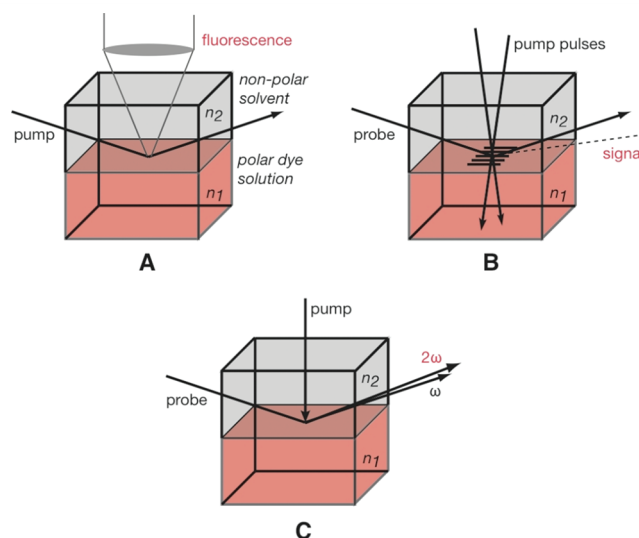 fluorescence
non-polar
solvent
n2
pump
polar dye
solution
n1
A
pump pulses
n2
probe
signa
n1
B
pump
2ω
n2
ω
probe
n1
C